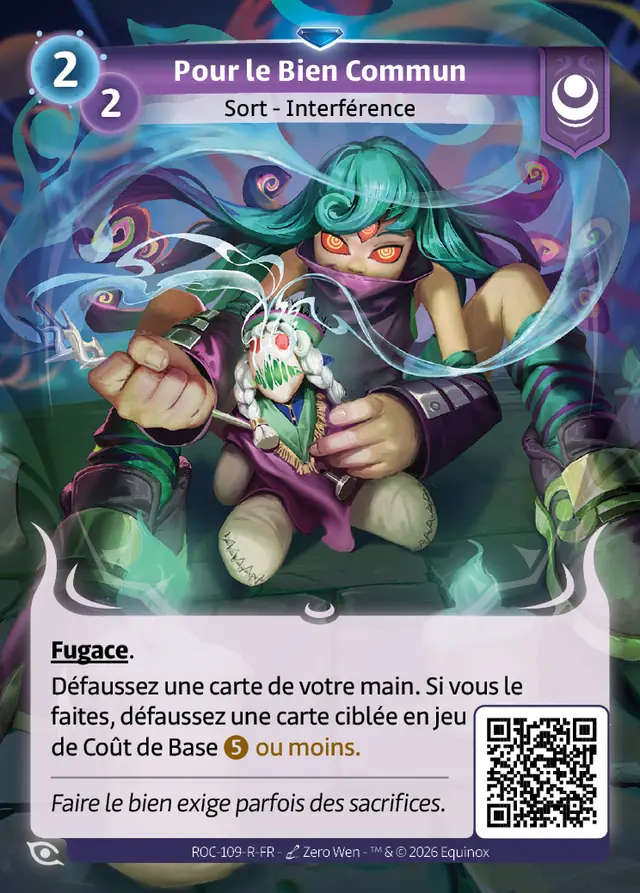 2
2
Pour le Bien Commun
Sort - Interférence
Fugace.
Défaussez une carte de votre main. Si vous le
faites, défaussez une carte ciblée en jeu
de Coût de Base 5 ou moins.
Faire le bien exige parfois des sacrifices.
ROC-109-R-FR - Zero Wen - ™ & © 2026 Equinox